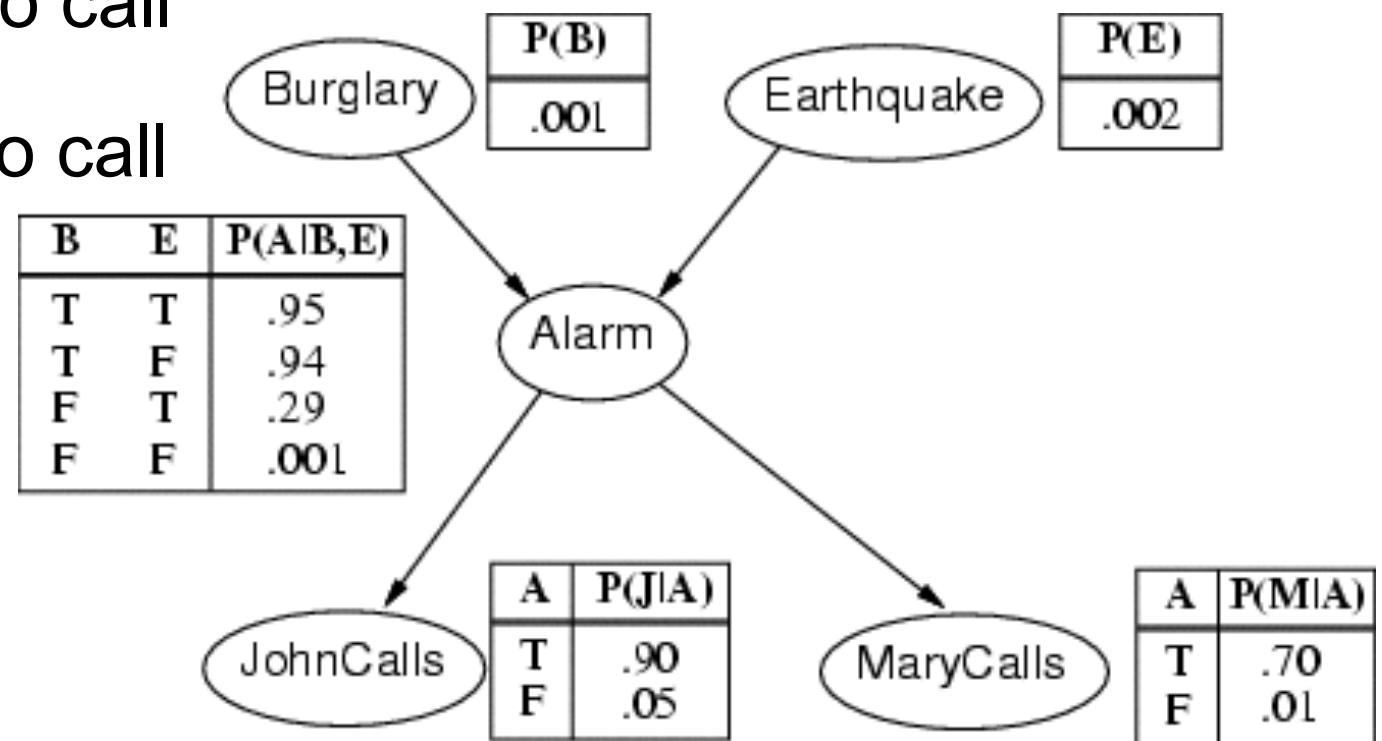 o call
P(B)
.001
Burglary
P(E)
.002
Earthquake
o call
B E P(A|B,E)
T T .95
T F .94
F T .29
F F .001
Alarm
JohnCalls
A P(J|A)
T .90
F .05
MaryCalls
A P(M|A)
T .70
F .01